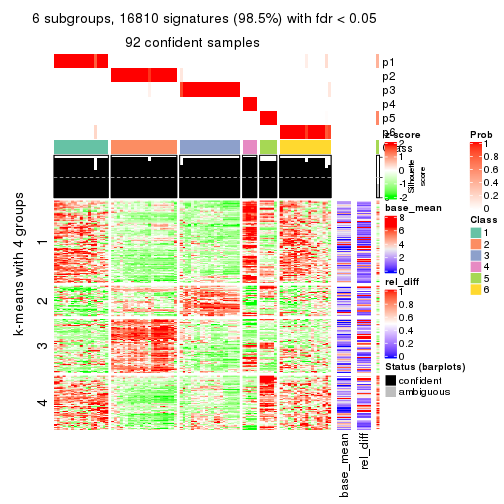 6 subgroups, 16810 signatures (98.5%) with fdr < 0.05
92 confident samples
p1
p2
p3
p4
p5
p6
Class
z-score
2
1
0
-1
-2
Silhouette
score
Prob
1
0.8
0.6
0.4
0.2
0
base_mean
8
6
4
2
0
Class
1
2
3
4
5
6
rel_diff
1
0.8
0.6
0.4
0.2
0
Status (barplots)
confident
ambiguous
k-means with 4 groups
1
2
3
4
base_mean
rel_diff